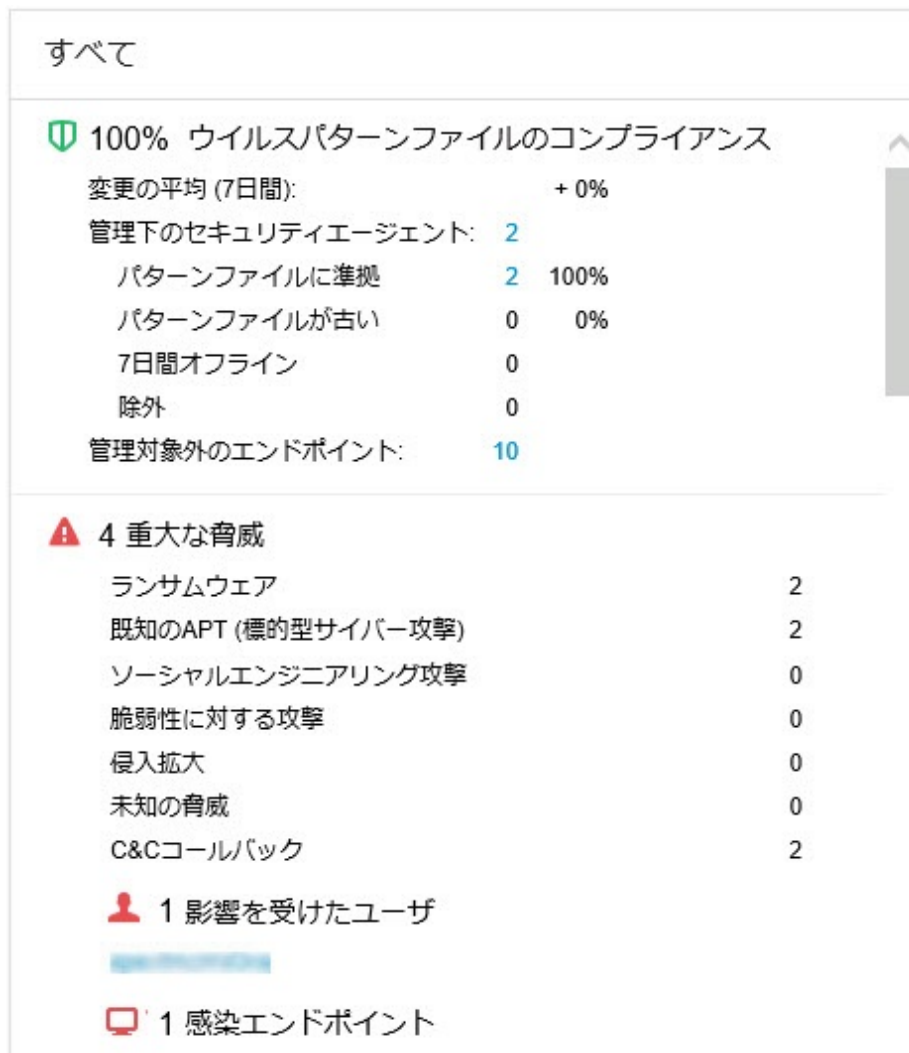 すべて
100% ウイルスパターンファイルのコンプライアンス
変更の平均 (7日間): + 0%
管理下のセキュリティエージェント: 2
パターンファイルに準拠 2 100%
パターンファイルが古い 0 0%
7日間オフライン 0
除外 0
管理対象外のエンドポイント: 10
4 重大な脅威
ランサムウェア 2
既知のAPT (標的型サイバー攻撃) 2
ソーシャルエンジニアリング攻撃 0
脆弱性に対する攻撃 0
侵入拡大 0
未知の脅威 0
C&Cコールバック 2
1 影響を受けたユーザ
1 感染エンドポイント